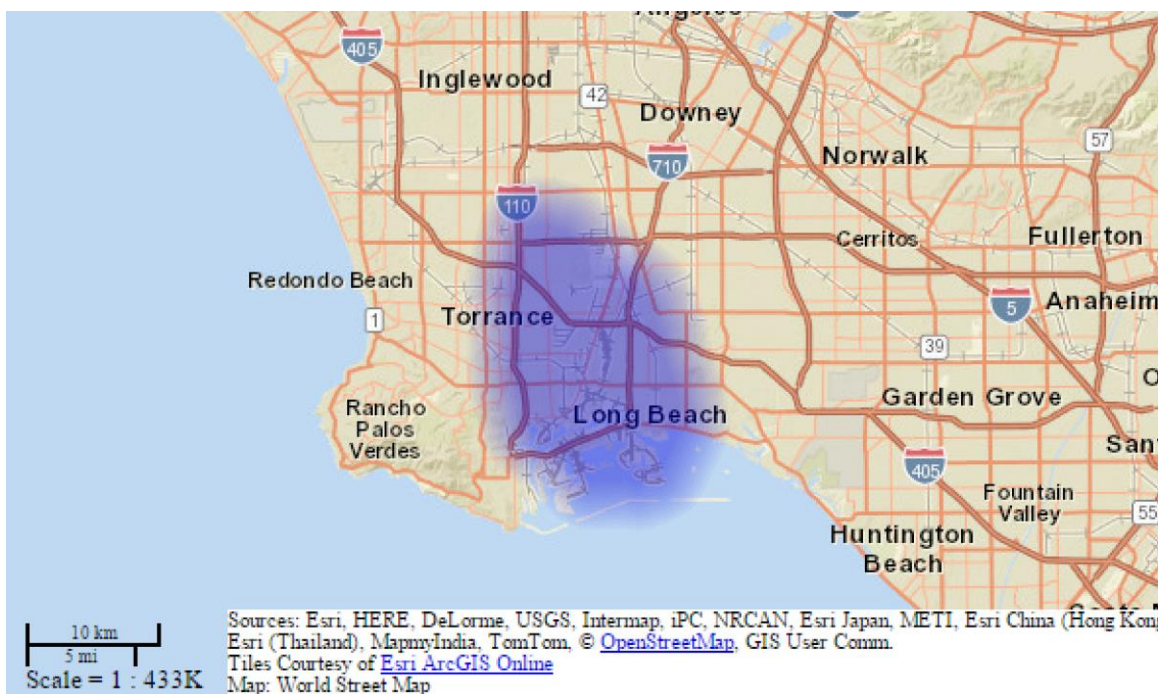 Angeles
405
Inglewood
42
Downey
57
710
Norwalk
110
Cerritos
Fullerton
Redondo Beach
5
Anaheim
1
Torrance
39
Rancho
Palos
Verdes
Long Beach
Garden Grove
O
San
405
Fountain
Valley
55
Huntington
Beach
10 km
5 mi
Scale = 1 : 433K
Sources: Esri, HERE, DeLorme, USGS, Intermap, iPC, NRCAN, Esri Japan, METI, Esri China (Hong Kong
Esri (Thailand), MapmyIndia, TomTom, © OpenStreetMap, GIS User Comm.
Tiles Courtesy of Esri ArcGIS Online
Map: World Street Map